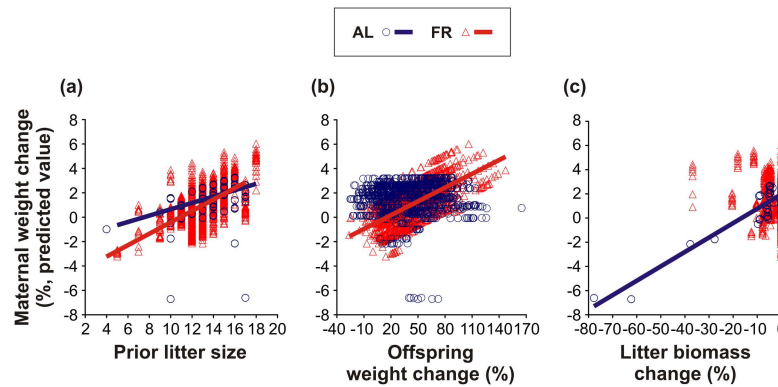 AL FR
(a) (b) (c)
Maternal weight change
(%, predicted value)
8 8 8
6 6 6
4 4 4
2 2 2
0 0 0
-2 -2 -2
-4 -4 -4
-6 -6 -6
-8 -8 -8
2 4 6 8 10 12 14 16 18 20 -40 -10 20 50 80 110 140 170 -80 -70 -60 -50 -40 -30 -20 -10
Prior litter size Offspring Litter biomass
weight change (%) change (%)